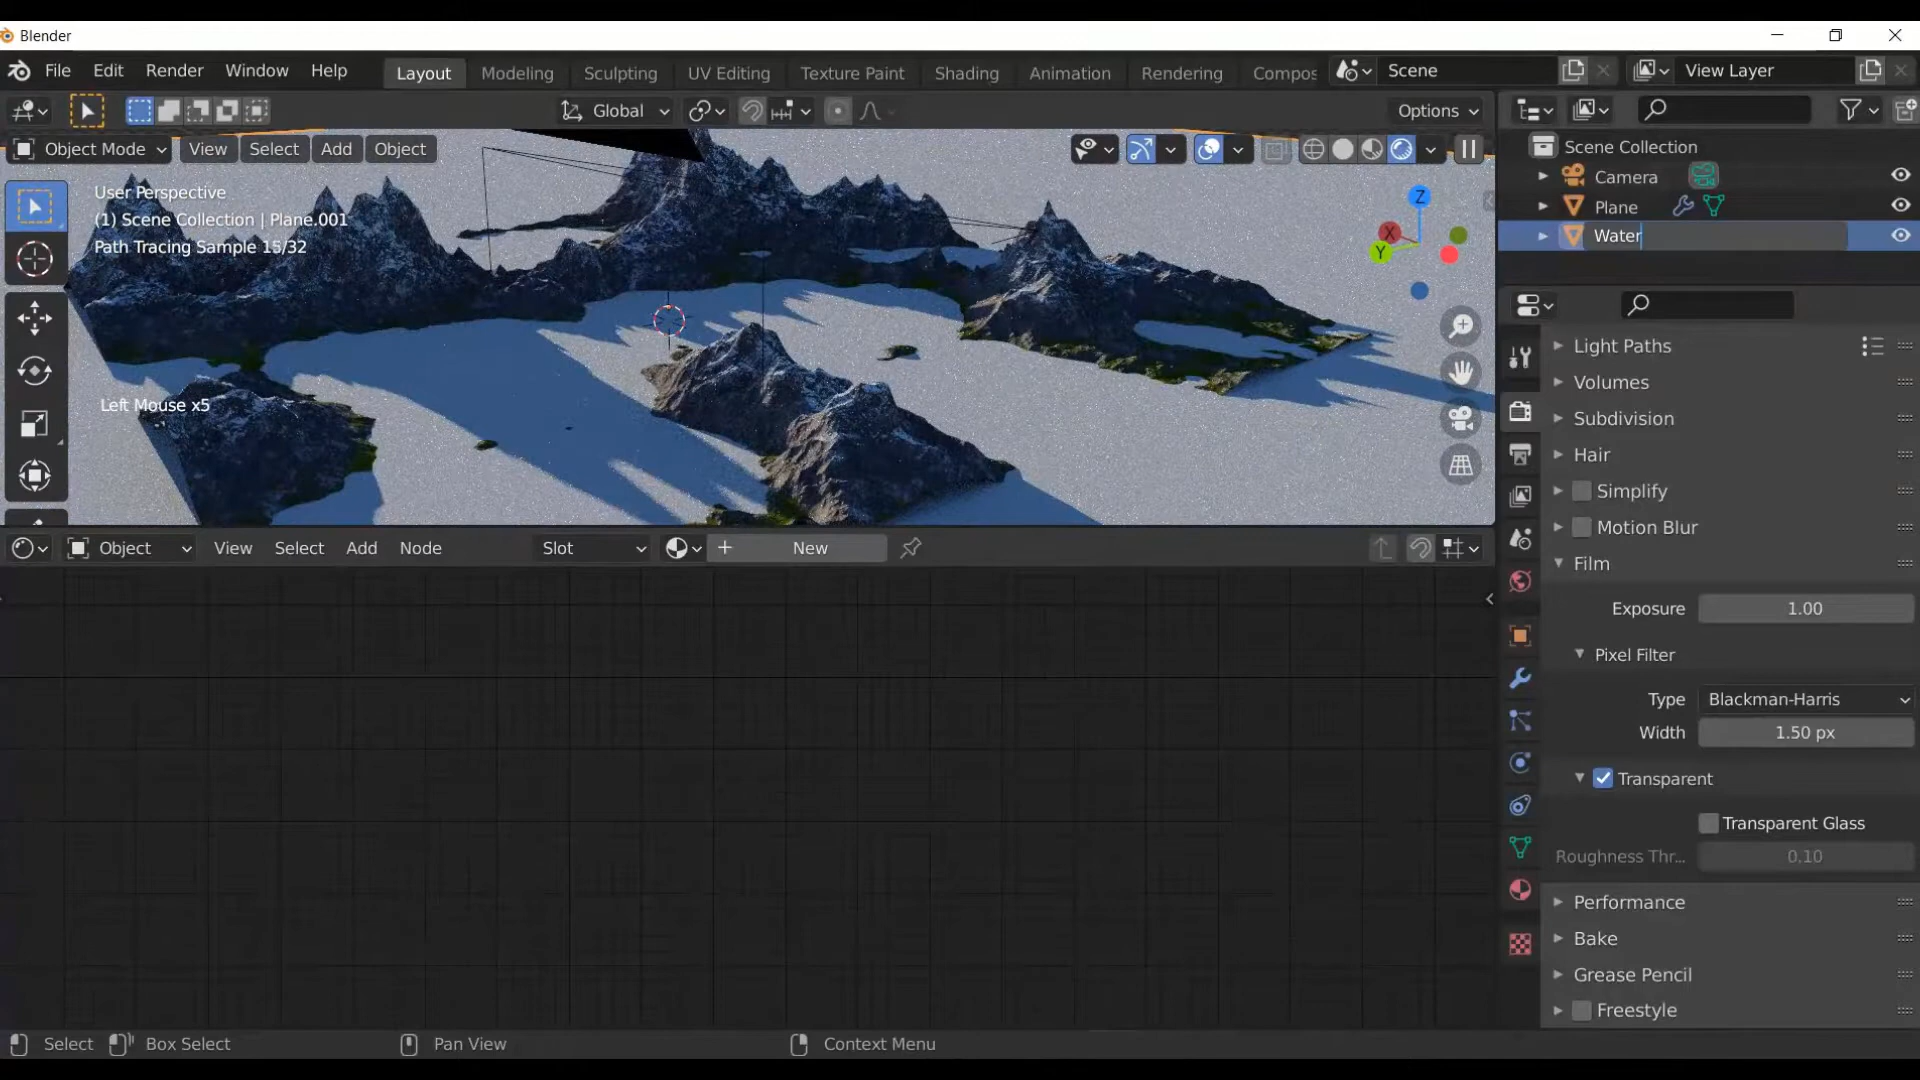 Blender
File Edit Render Window Help Layout Modeling Sculpting UV Editing Texture Paint Shading Animation Rendering Compos Scene View Layer
Global Options
Object Mode View Select Add Object
User Perspective
(1) Scene Collection | Plane.001
Path Tracing Sample 15/32
Left Mouse x5
Z
X
Y
Scene Collection
Camera
Plane
Water
Light Paths
Volumes
Subdivision
Hair
Simplify
Motion Blur
Film
Exposure 1.00
Pixel Filter
Type Blackman-Harris
Width 1.50 px
Transparent
Transparent Glass
Roughness Thr... 0.10
Performance
Bake
Grease Pencil
Freestyle
Object View Select Add Node Slot New
Select Box Select Pan View Context Menu